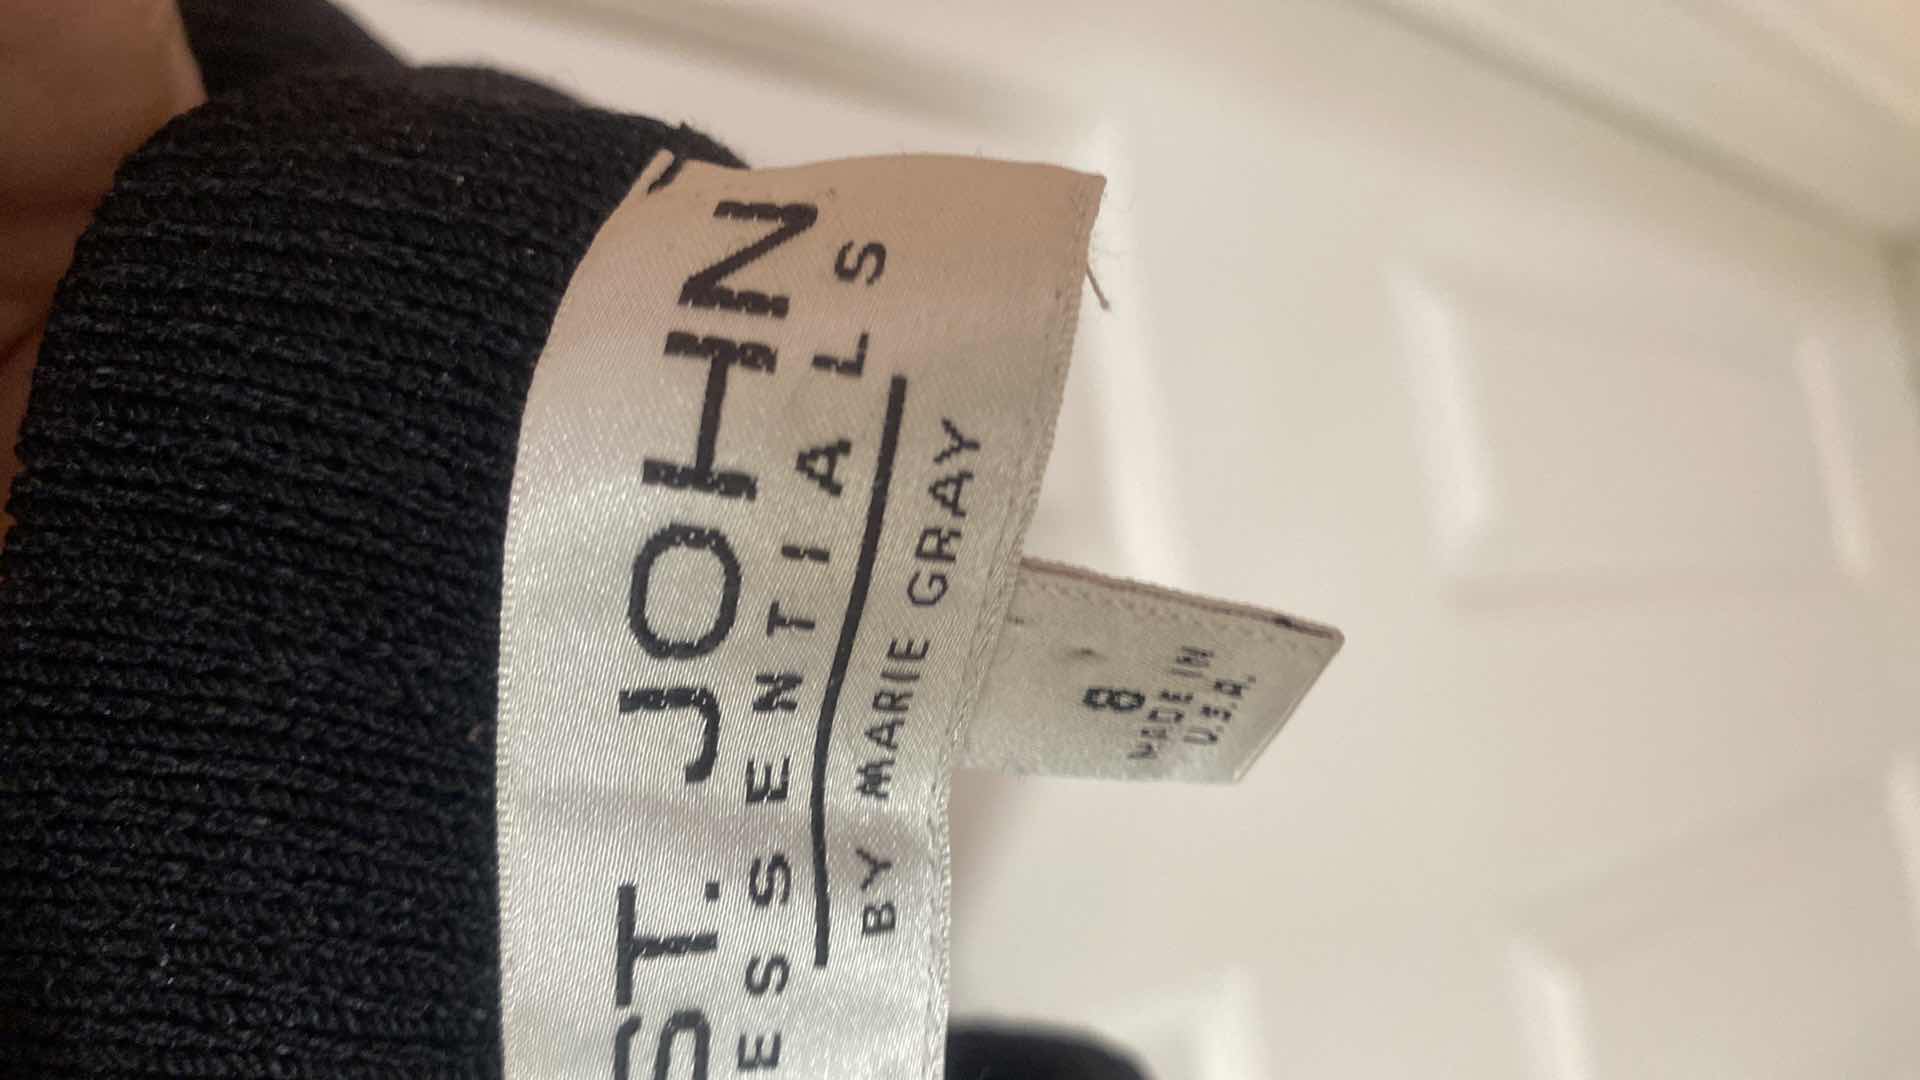 ST. JOHN
ESSENTIALS
BY MARIE GRAY
8
MADE IN
U.S.A.